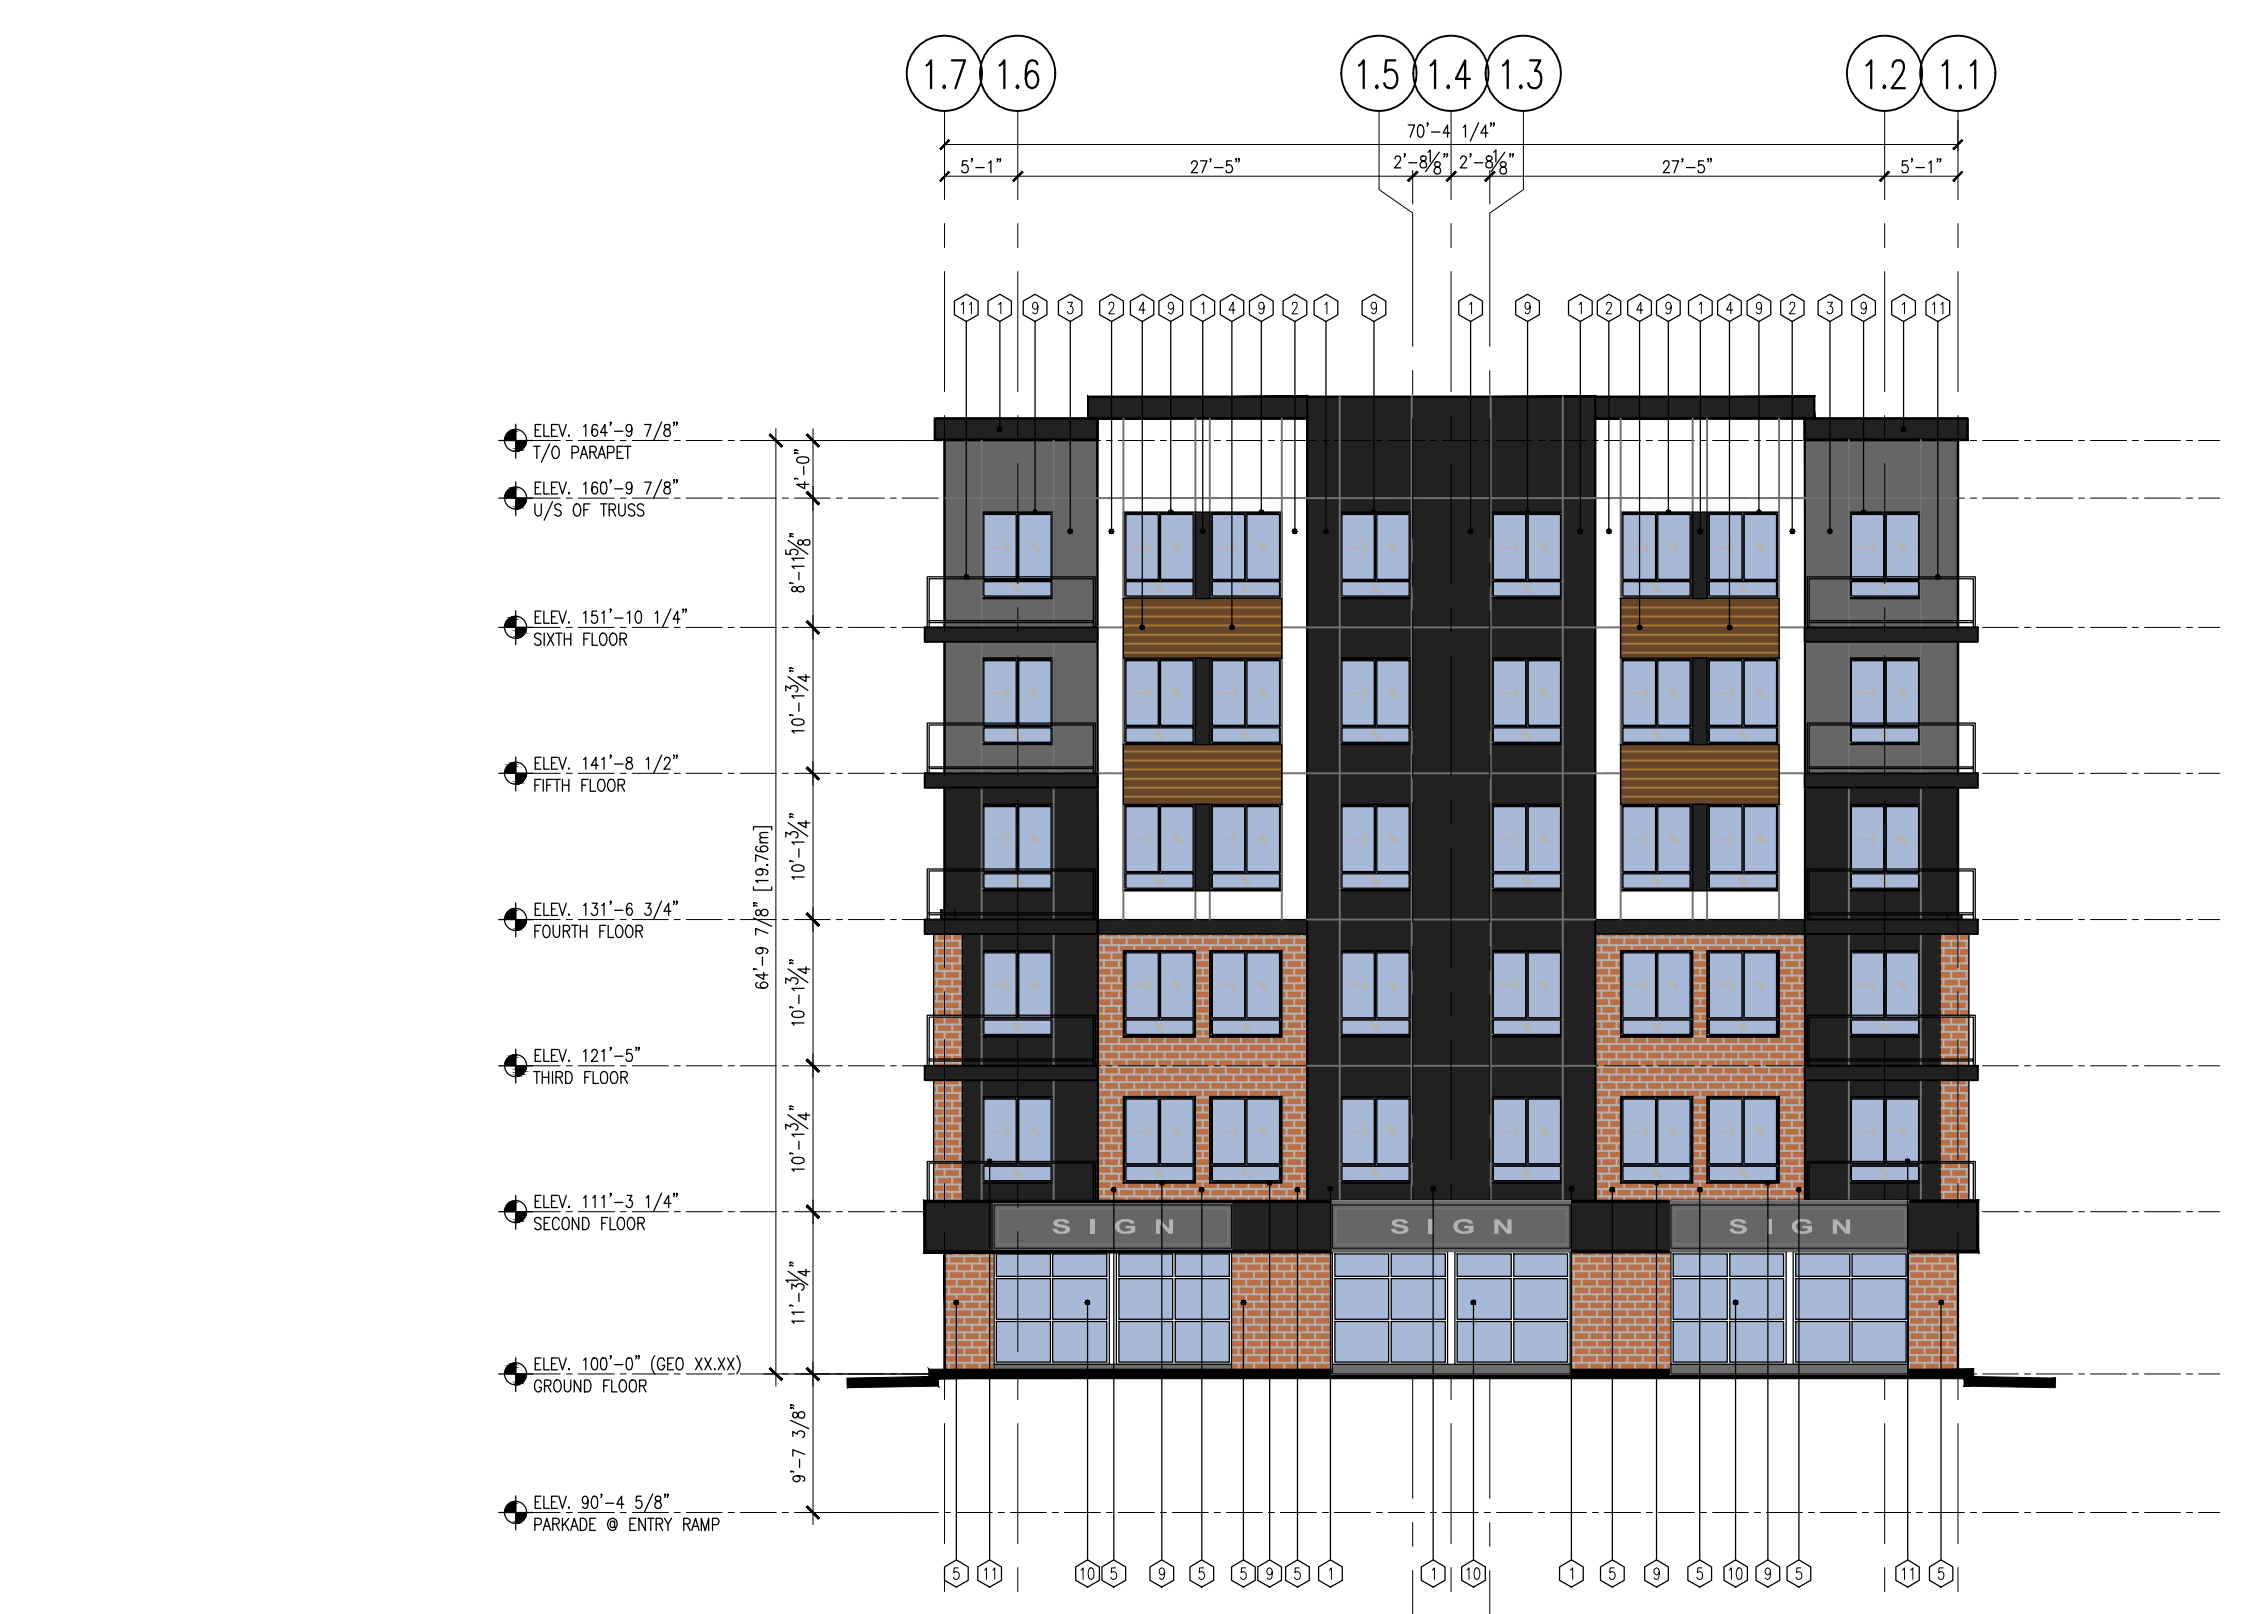 1.7 1.6 1.5 1.4 1.3 1.2 1.1
70'-4 1/4"
5'-1" 27'-5" 2'-8⅛" 2'-8⅛" 27'-5" 5'-1"
11 1 9 3 2 4 9 1 4 9 2 1 9 1 9 1 2 4 9 1 4 9 2 3 9 1 11
ELEV. 164'-9 7/8"
T/O PARAPET
4'-0"
ELEV. 160'-9 7/8"
U/S OF TRUSS
8'-11⅝"
ELEV. 151'-10 1/4"
SIXTH FLOOR
10'-1¾"
ELEV. 141'-8 1/2"
FIFTH FLOOR
10'-1¾"
64'-9 7/8" [19.76m]
ELEV. 131'-6 3/4"
FOURTH FLOOR
10'-1¾"
ELEV. 121'-5"
THIRD FLOOR
10'-1¾"
ELEV. 111'-3 1/4"
SECOND FLOOR
SIGN SIGN SIGN
11'-3¼"
ELEV. 100'-0" (GEO XX.XX)
GROUND FLOOR
9'-7 3/8"
ELEV. 90'-4 5/8"
PARKADE @ ENTRY RAMP
5 11 10 5 9 5 5 9 5 1 1 10 1 5 9 5 10 9 5 11 5